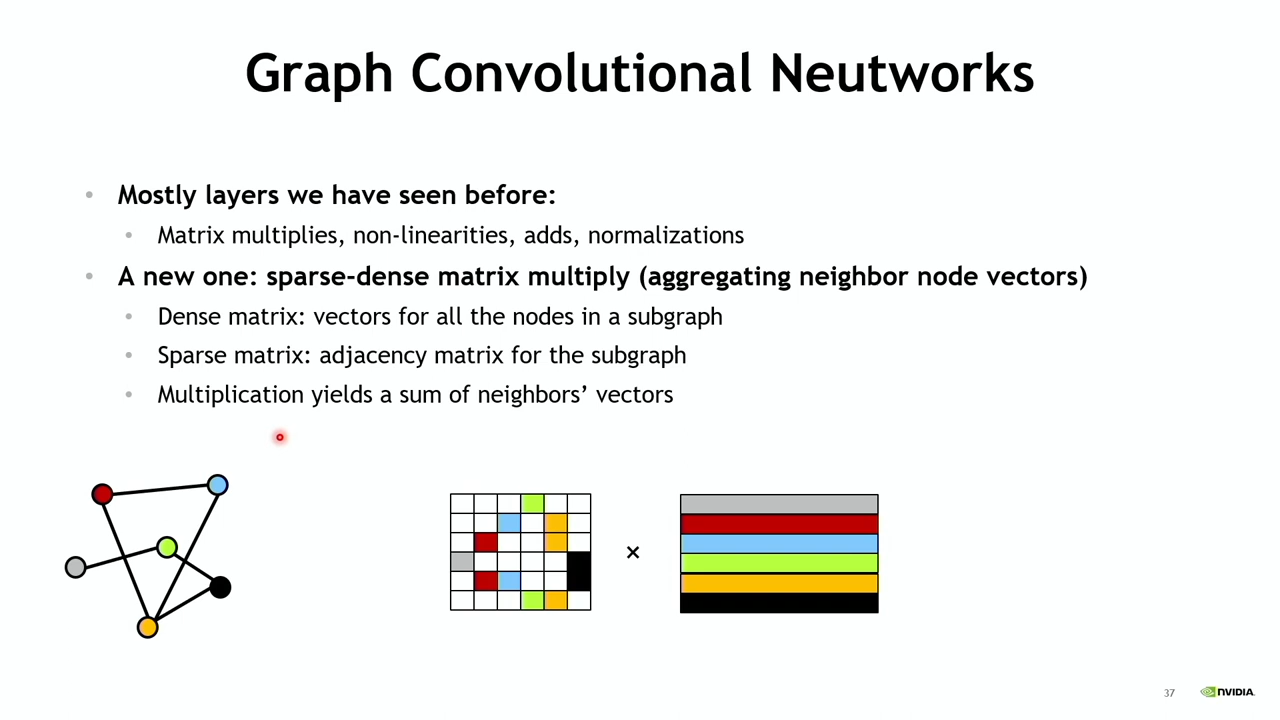 Graph Convolutional Neutworks
• Mostly layers we have seen before:
• Matrix multiplies, non-linearities, adds, normalizations
• A new one: sparse-dense matrix multiply (aggregating neighbor node vectors)
• Dense matrix: vectors for all the nodes in a subgraph
• Sparse matrix: adjacency matrix for the subgraph
• Multiplication yields a sum of neighbors’ vectors
×
37 NVIDIA.